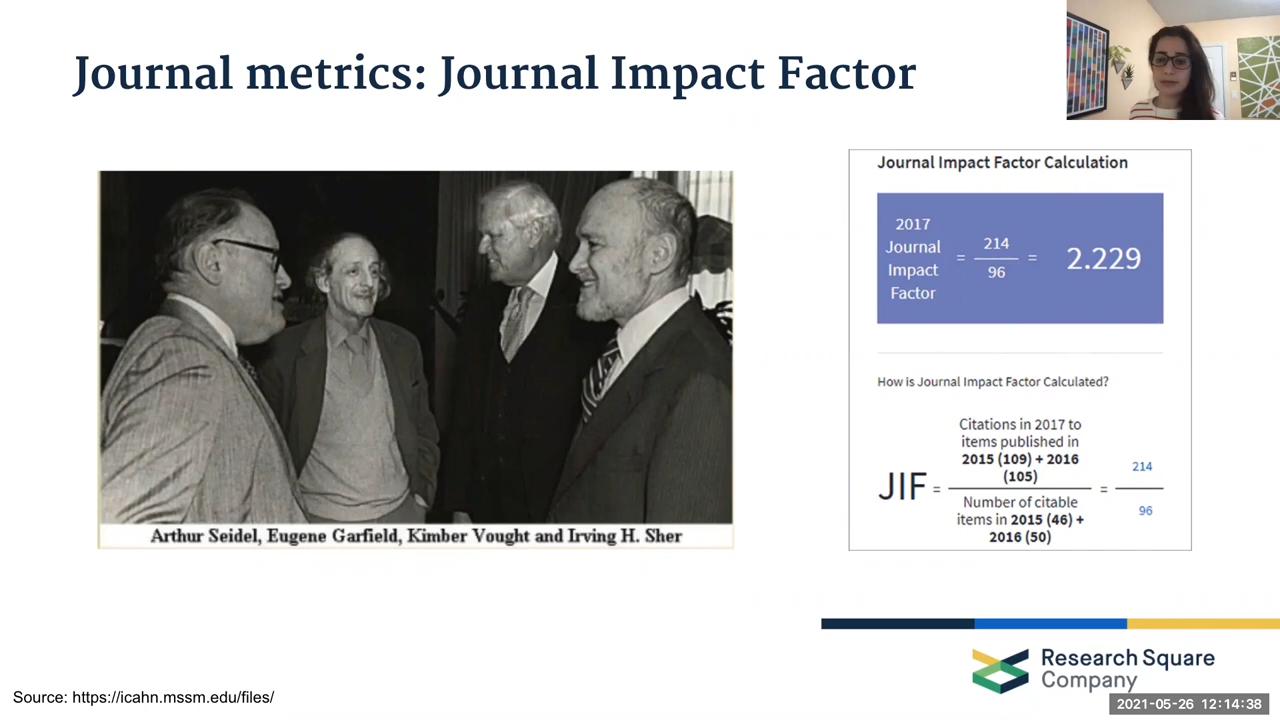 Journal metrics: Journal Impact Factor
Arthur Seidel, Eugene Garfield, Kimber Vought and Irving H. Sher
Journal Impact Factor Calculation
2017
Journal
Impact
Factor
=
214
96
=
2.229
How is Journal Impact Factor Calculated?
JIF =
Citations in 2017 to
items published in
2015 (109) + 2016
(105)
Number of citable
items in 2015 (46) +
2016 (50)
=
214
96
Research Square
Company
Source: https://icahn.mssm.edu/files/
2021-05-26 12:14:38